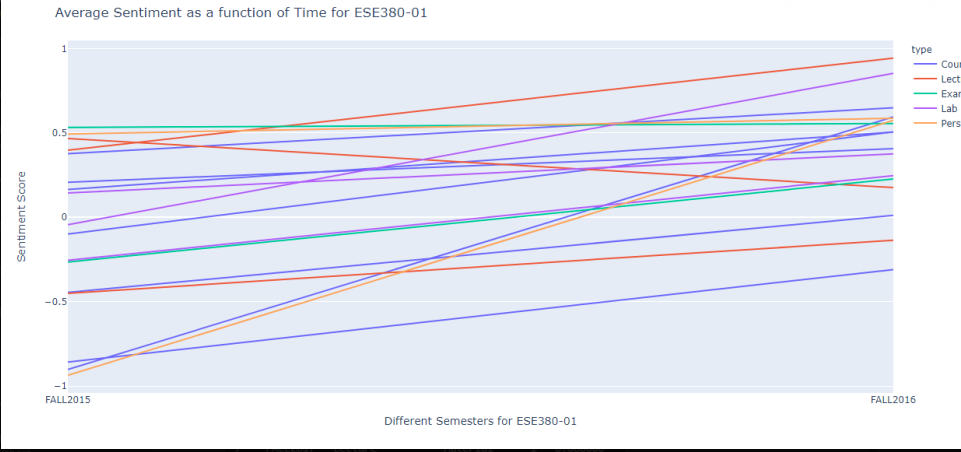 Average Sentiment as a function of Time for ESE380-01
type
Cour
Lect
Exam
Lab
Pers
1
0.5
0
−0.5
−1
Sentiment Score
FALL2015
FALL2016
Different Semesters for ESE380-01